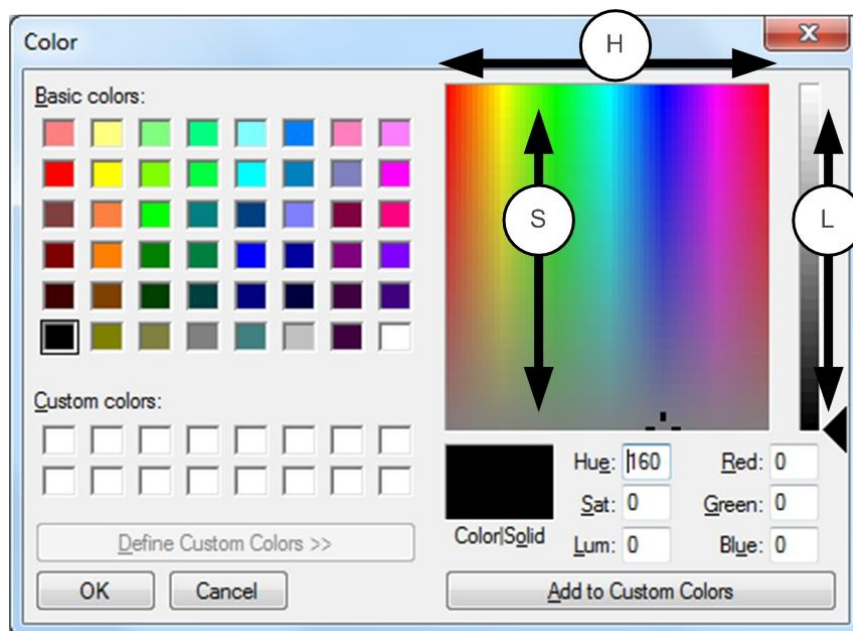 Color
H
Basic colors:
S
L
Custom colors:
Hue: 160 Red: 0
Sat: 0 Green: 0
Color|Solid Lum: 0 Blue: 0
Define Custom Colors >>
OK Cancel Add to Custom Colors